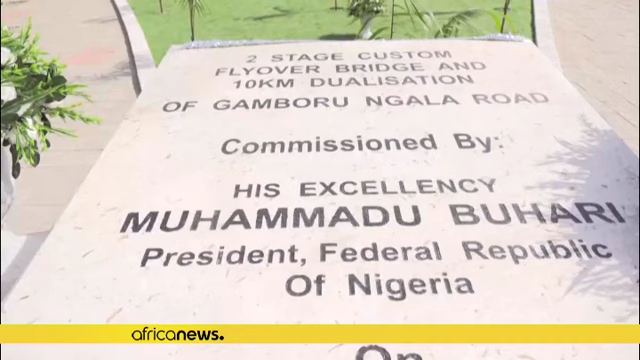 2 STAGE CUSTOM
FLYOVER BRIDGE AND
10KM DUALISATION
OF GAMBORU NGALA ROAD
Commissioned By:
HIS EXCELLENCY
MUHAMMADU BUHARI
President, Federal Republic
Of Nigeria
africanews.
On